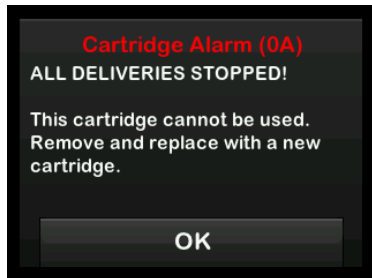 Cartridge Alarm (0A)
ALL DELIVERIES STOPPED!
This cartridge cannot be used.
Remove and replace with a new
cartridge.
OK